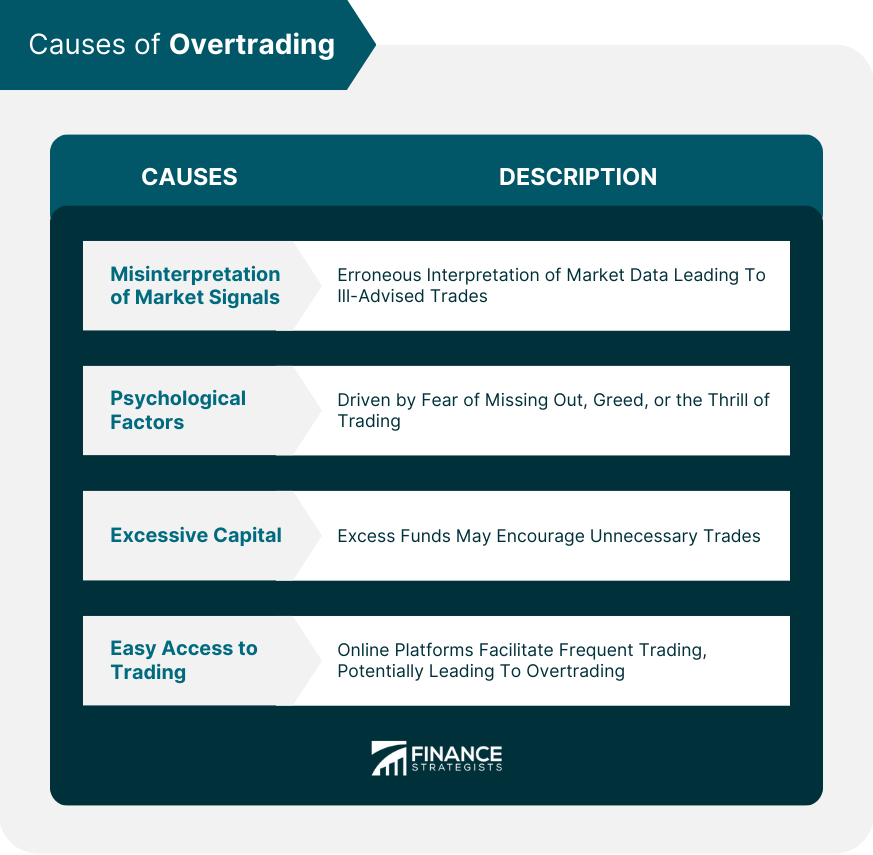 Causes of Overtrading
CAUSES
DESCRIPTION
Misinterpretation
of Market Signals
Erroneous Interpretation of Market Data Leading To
Ill-Advised Trades
Psychological
Factors
Driven by Fear of Missing Out, Greed, or the Thrill of
Trading
Excessive Capital
Excess Funds May Encourage Unnecessary Trades
Easy Access to
Trading
Online Platforms Facilitate Frequent Trading,
Potentially Leading To Overtrading
FINANCE
STRATEGISTS